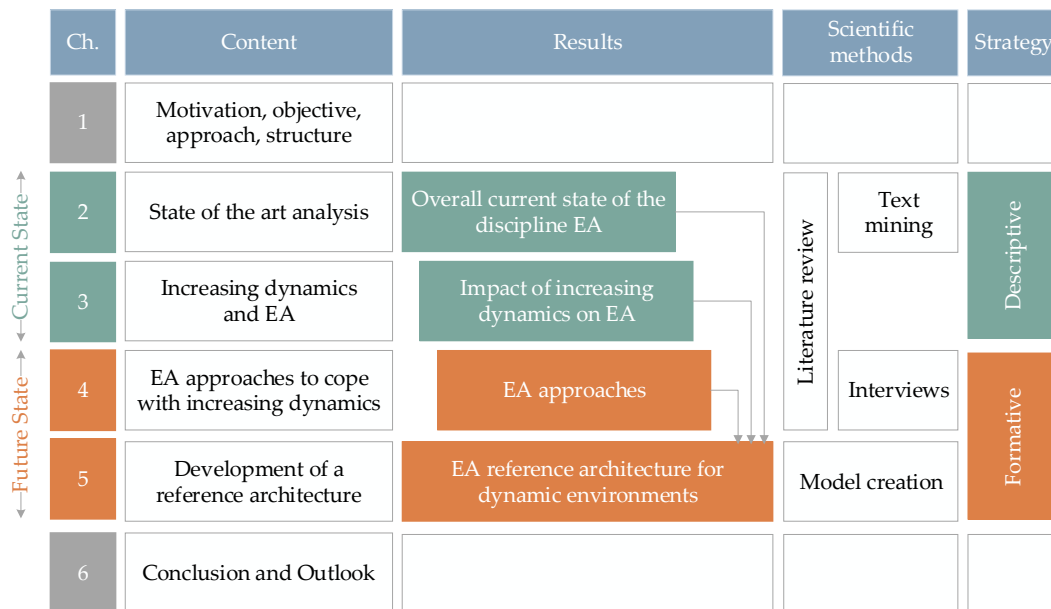 Ch.
Content
Results
Scientific
methods
Strategy
1
Motivation, objective,
approach, structure
Current State
2
State of the art analysis
Overall current state of the
discipline EA
Literature review
Text
mining
Descriptive
3
Increasing dynamics
and EA
Impact of increasing
dynamics on EA
Future State
4
EA approaches to cope
with increasing dynamics
EA approaches
Interviews
Formative
5
Development of a
reference architecture
EA reference architecture for
dynamic environments
Model creation
6
Conclusion and Outlook